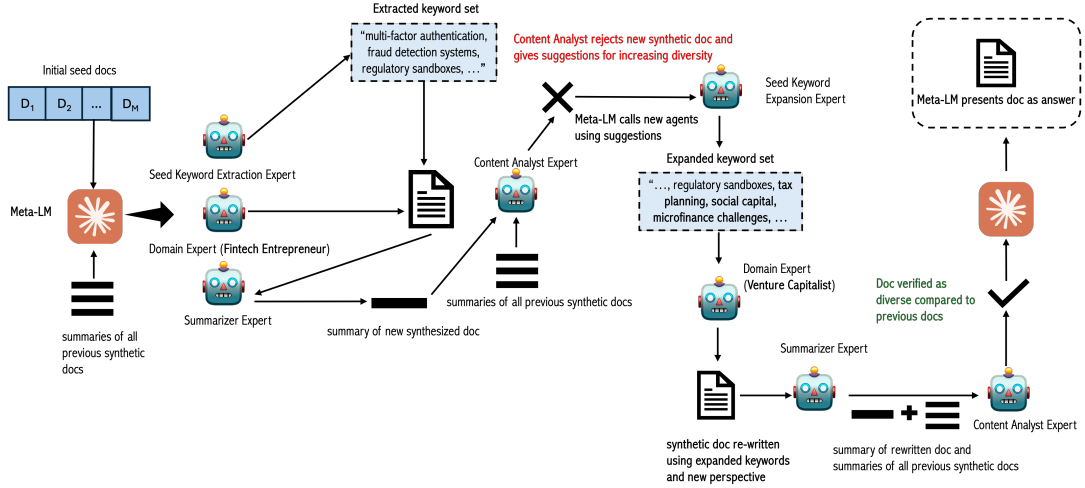 Initial seed docs
D1 D2 ... DM
Meta-LM
summaries of all
previous synthetic
docs
Seed Keyword Extraction Expert
Domain Expert (Fintech Entrepreneur)
Summarizer Expert
Extracted keyword set
“multi-factor authentication,
fraud detection systems,
regulatory sandboxes, ...”
summary of new synthesized doc
Content Analyst Expert
summaries of all previous synthetic docs
Content Analyst rejects new synthetic doc and
gives suggestions for increasing diversity
Meta-LM calls new agents
using suggestions
Seed Keyword
Expansion Expert
Expanded keyword set
“..., regulatory sandboxes, tax
planning, social capital,
microfinance challenges, ...
Domain Expert
(Venture Capitalist)
synthetic doc re-written
using expanded keywords
and new perspective
Summarizer Expert
summary of rewritten doc and
summaries of all previous synthetic docs
Content Analyst Expert
Doc verified as
diverse compared to
previous docs
Meta-LM presents doc as answer